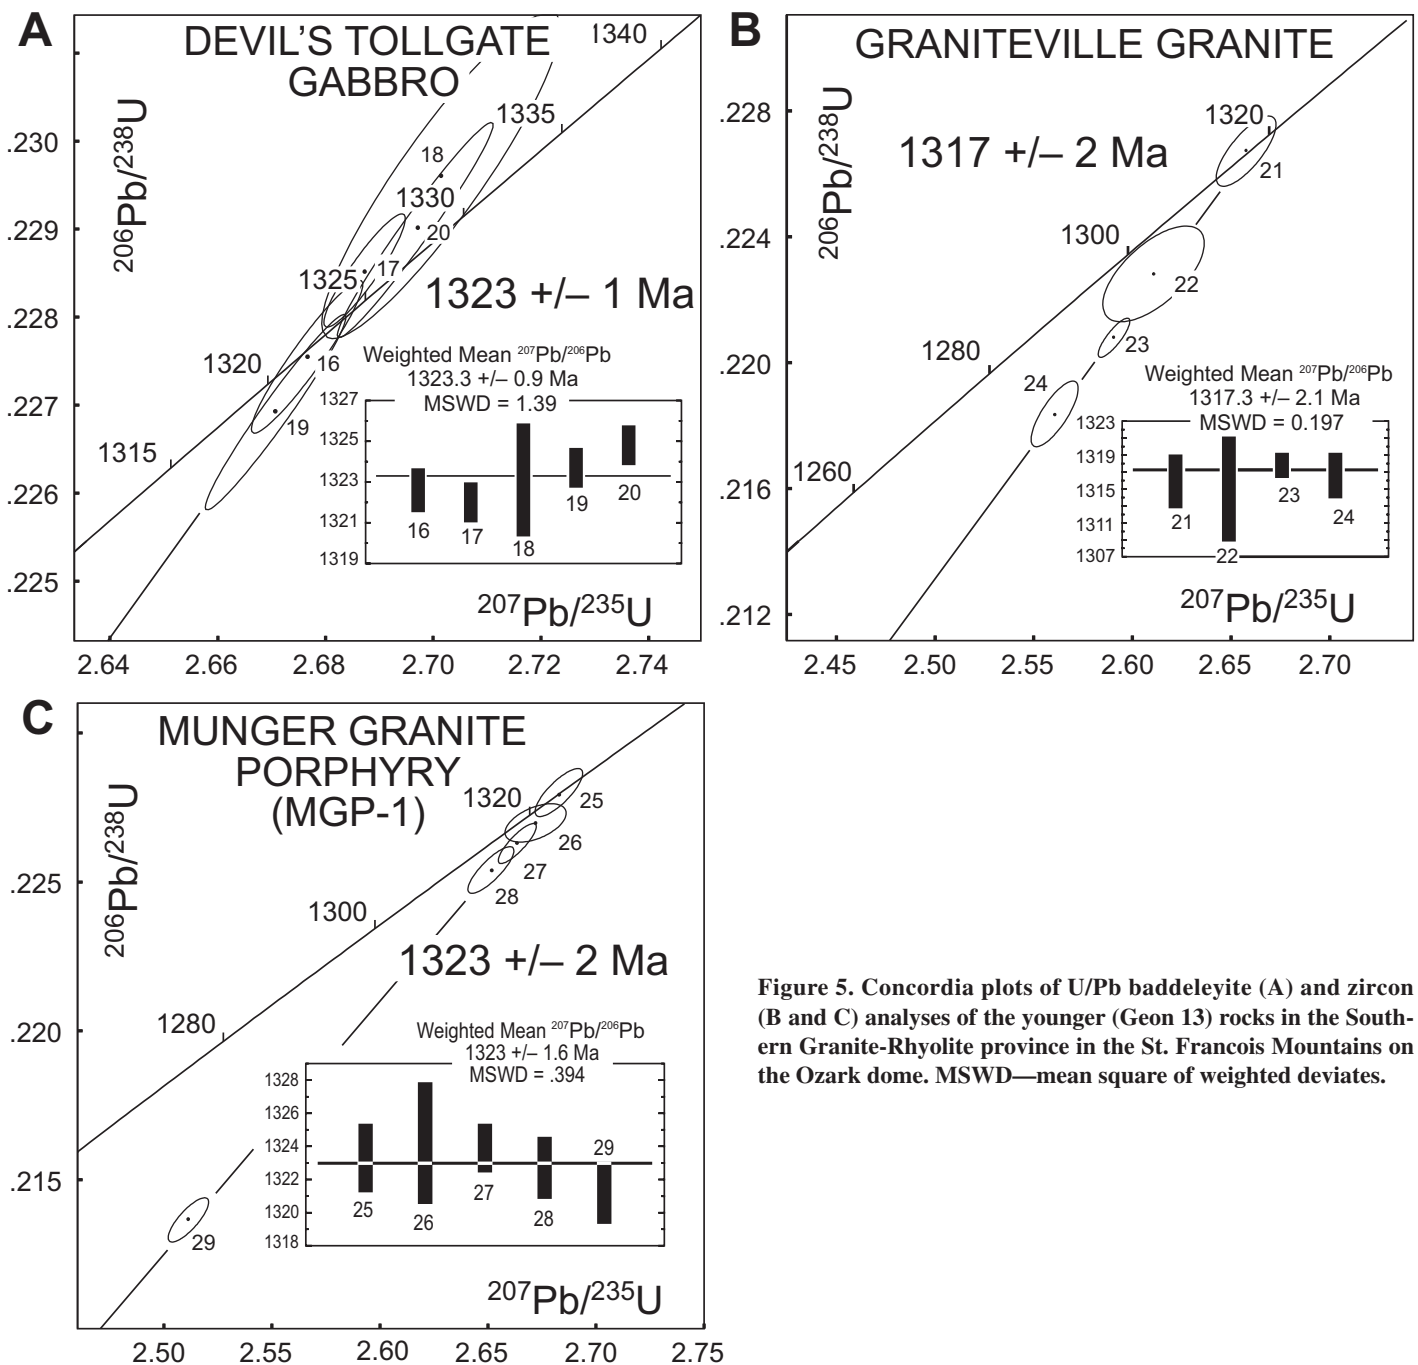 A
DEVIL'S TOLLGATE
GABBRO
206Pb/238U
.230
.229
.228
.227
.226
.225
1340
1335
1330
1325
1320
1315
18
20
17
16
19
1323 +/– 1 Ma
Weighted Mean 207Pb/206Pb
1323.3 +/– 0.9 Ma
MSWD = 1.39
1327
1325
1323
1321
1319
16
17
18
19
20
207Pb/235U
2.64 2.66 2.68 2.70 2.72 2.74
B
GRANITEVILLE GRANITE
206Pb/238U
.228
.224
.220
.216
.212
1317 +/– 2 Ma
1320
1300
1280
1260
21
22
23
24
Weighted Mean 207Pb/206Pb
1317.3 +/– 2.1 Ma
MSWD = 0.197
1323
1319
1315
1311
1307
21
22
23
24
207Pb/235U
2.45 2.50 2.55 2.60 2.65 2.70
C
MUNGER GRANITE
PORPHYRY
(MGP-1)
206Pb/238U
.225
.220
.215
1320
1300
1280
25
26
27
28
29
1323 +/– 2 Ma
Weighted Mean 207Pb/206Pb
1323 +/– 1.6 Ma
MSWD = .394
1328
1326
1324
1322
1320
1318
25
26
27
28
29
207Pb/235U
2.50 2.55 2.60 2.65 2.70 2.75
Figure 5. Concordia plots of U/Pb baddeleyite (A) and zircon
(B and C) analyses of the younger (Geon 13) rocks in the South-
ern Granite-Rhyolite province in the St. Francois Mountains on
the Ozark dome. MSWD—mean square of weighted deviates.